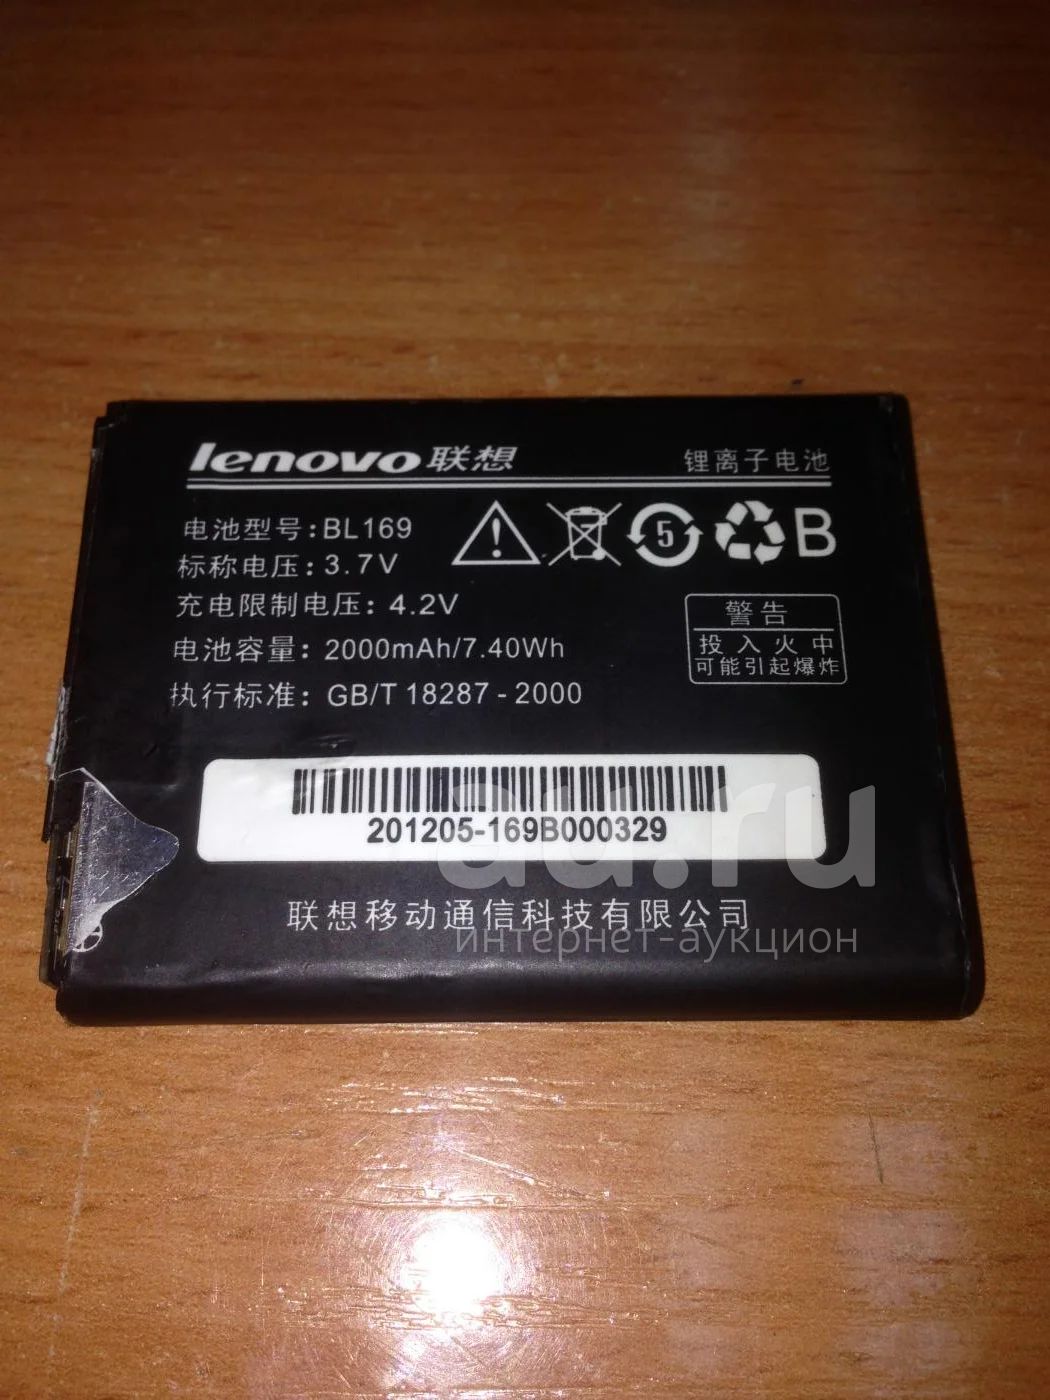 lenovo联想 锂离子电池
电池型号:BL169
标称电压: 3.7V
充电限制电压: 4.2V
电池容量: 2000mAh/7.40Wh
执行标准: GB/T 18287-2000
5
B
警告
投入火中
可能引起爆炸
201205-169B000329
联想移动通信科技有限公司
au.ru
интернет-аукцион